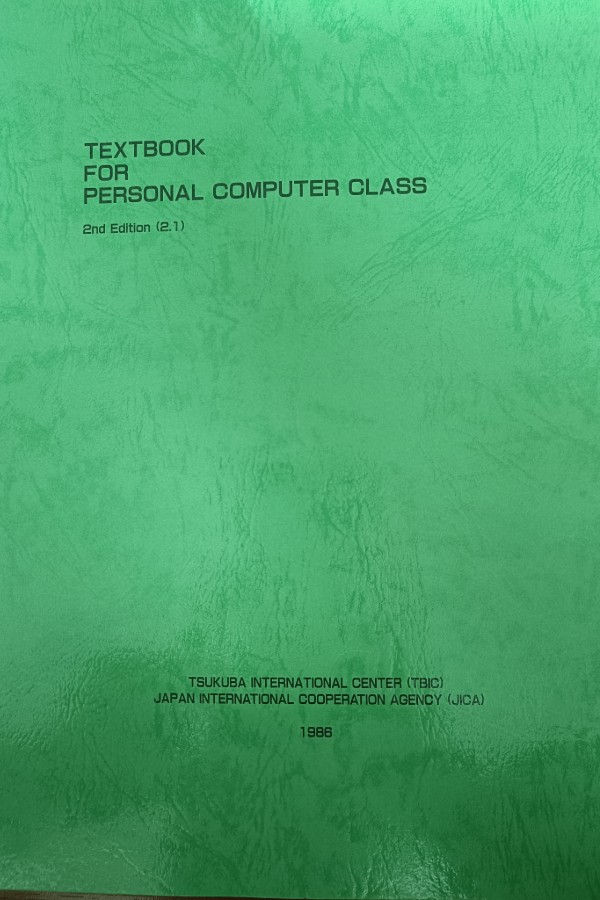 TEXTBOOK
FOR
PERSONAL COMPUTER CLASS
2nd Edition (2.1)
TSUKUBA INTERNATIONAL CENTER (TBIC)
JAPAN INTERNATIONAL COOPERATION AGENCY (JICA)
1986